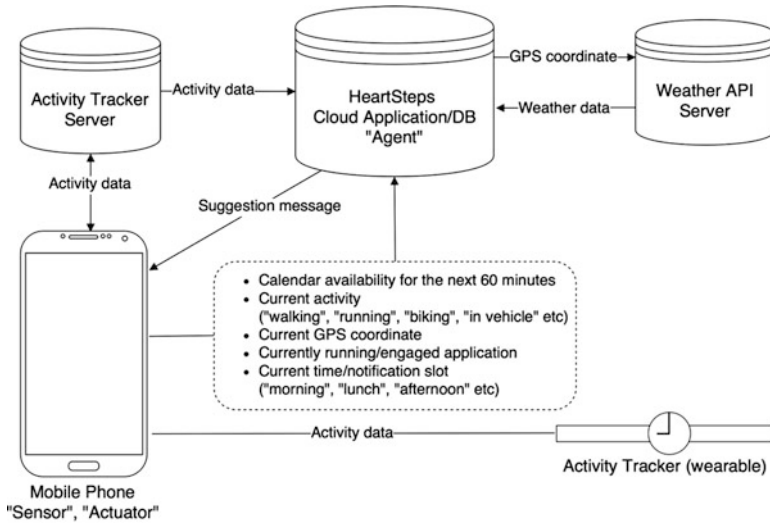 GPS coordinate
Activity Tracker
Server
Activity data
HeartSteps
Cloud Application/DB
"Agent"
Weather API
Server
Weather data
Activity data
Suggestion message
• Calendar availability for the next 60 minutes
• Current activity
("walking", "running", "biking", "in vehicle" etc)
• Current GPS coordinate
• Currently running/engaged application
• Current time/notification slot
("morning", "lunch", "afternoon" etc)
Activity data
Activity Tracker (wearable)
Mobile Phone
"Sensor", "Actuator"